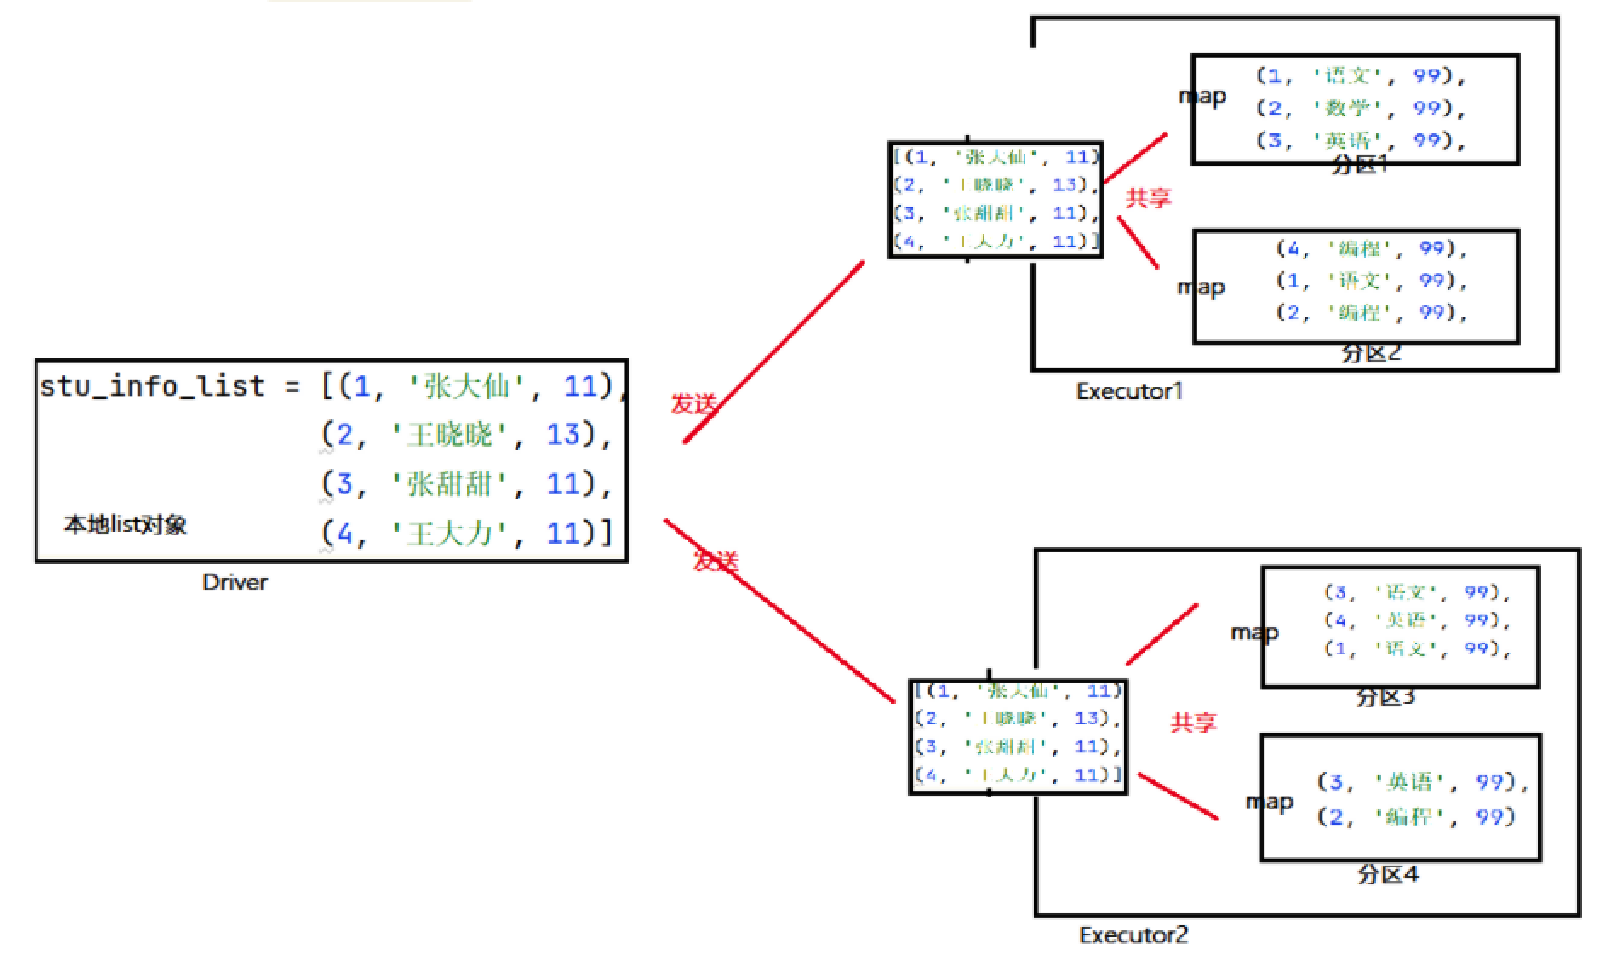 stu_info_list = [(1, '张大仙', 11),
(2, '王晓晓', 13),
(3, '张甜甜', 11),
(4, '王大力', 11)]
本地list对象
Driver
发送
发送
[(1, '张大仙', 11)
(2, '王晓晓', 13),
(3, '张甜甜', 11),
(4, '王大力', 11)]
共享
map
(1, '语文', 99),
(2, '数学', 99),
(3, '英语', 99),
分区1
map
(4, '编程', 99),
(1, '语文', 99),
(2, '编程', 99),
分区2
Executor1
[(1, '张大仙', 11)
(2, '王晓晓', 13),
(3, '张甜甜', 11),
(4, '王大力', 11)]
共享
map
(3, '语文', 99),
(4, '英语', 99),
(1, '语文', 99),
分区3
map
(3, '英语', 99),
(2, '编程', 99)
分区4
Executor2